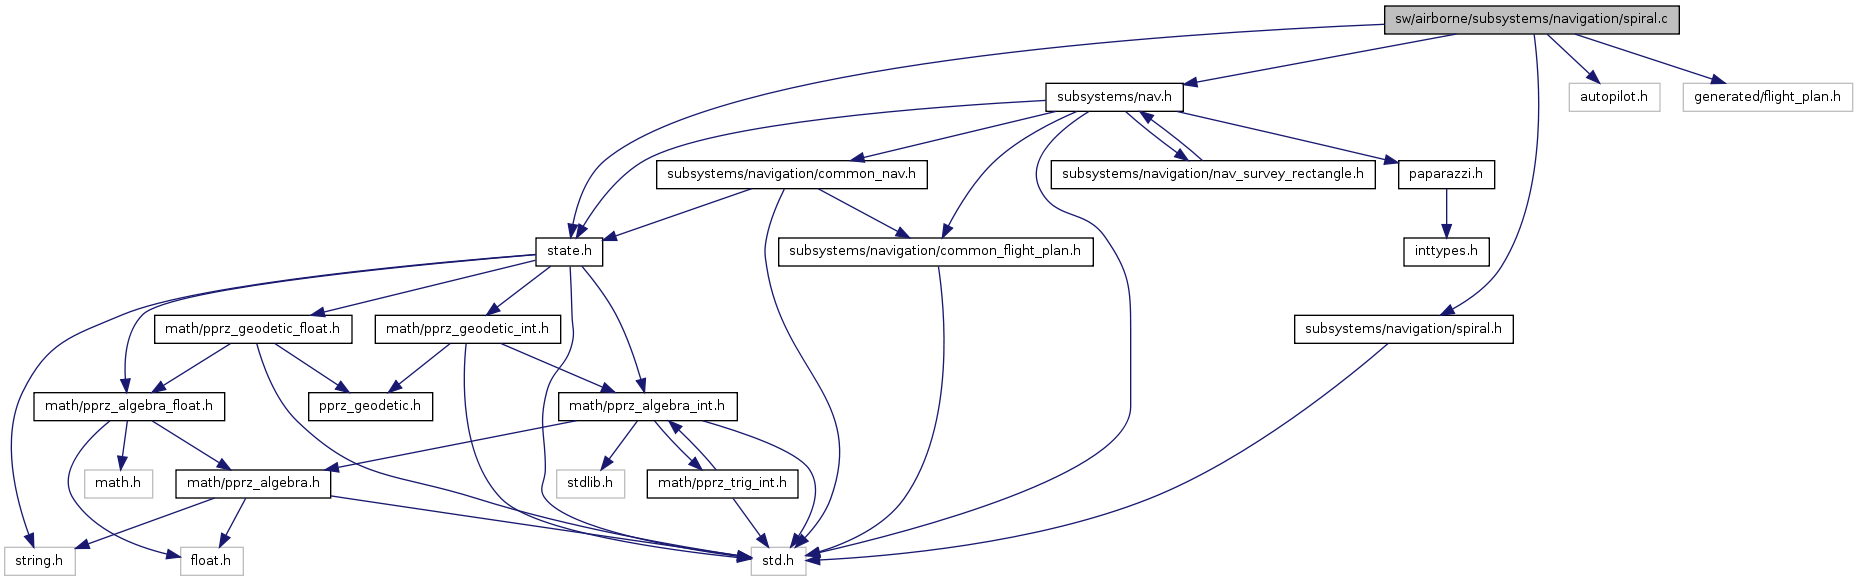 sw/airborne/subsystems/navigation/spiral.c
subsystems/nav.h
autopilot.h
generated/flight_plan.h
subsystems/navigation/common_nav.h
subsystems/navigation/nav_survey_rectangle.h
paparazzi.h
state.h
subsystems/navigation/common_flight_plan.h
inttypes.h
math/pprz_geodetic_float.h
math/pprz_geodetic_int.h
subsystems/navigation/spiral.h
math/pprz_algebra_float.h
pprz_geodetic.h
math/pprz_algebra_int.h
math.h
math/pprz_algebra.h
stdlib.h
math/pprz_trig_int.h
string.h
float.h
std.h